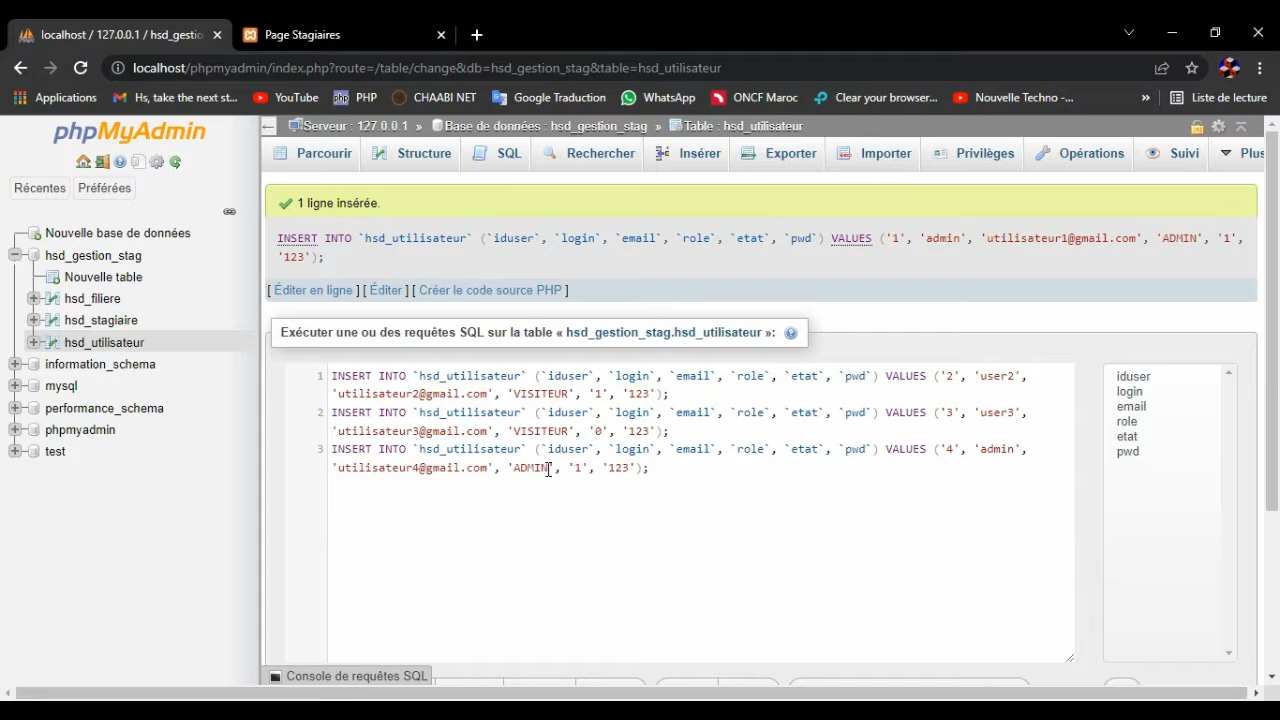 localhost / 127.0.0.1 / hsd_gestio
Page Stagiaires
localhost/phpmyadmin/index.php?route=/table/change&db=hsd_gestion_stag&table=hsd_utilisateur
Applications
Hs, take the next st...
YouTube
php PHP
CHAABI NET
Google Traduction
WhatsApp
ONCF Maroc
Clear your browser...
Nouvelle Techno -...
»
Liste de lecture
phpMyAdmin
Serveur : 127.0.0.1 » Base de données : hsd_gestion_stag » Table : hsd_utilisateur
Parcourir
Structure
SQL
Rechercher
Insérer
Exporter
Importer
Privilèges
Opérations
Suivi
Plus
Récentes
Préférées
Nouvelle base de données
hsd_gestion_stag
Nouvelle table
hsd_filiere
hsd_stagiaire
hsd_utilisateur
information_schema
mysql
performance_schema
phpmyadmin
test
1 ligne insérée.
INSERT INTO `hsd_utilisateur` (`iduser`, `login`, `email`, `role`, `etat`, `pwd`) VALUES ('1', 'admin', 'utilisateur1@gmail.com', 'ADMIN', '1',
'123');
[ Éditer en ligne ] [ Éditer ] [ Créer le code source PHP ]
Exécuter une ou des requêtes SQL sur la table « hsd_gestion_stag.hsd_utilisateur »:
1 INSERT INTO `hsd_utilisateur` (`iduser`, `login`, `email`, `role`, `etat`, `pwd`) VALUES ('2', 'user2',
'utilisateur2@gmail.com', 'VISITEUR', '1', '123');
2 INSERT INTO `hsd_utilisateur` (`iduser`, `login`, `email`, `role`, `etat`, `pwd`) VALUES ('3', 'user3',
'utilisateur3@gmail.com', 'VISITEUR', '0', '123');
3 INSERT INTO `hsd_utilisateur` (`iduser`, `login`, `email`, `role`, `etat`, `pwd`) VALUES ('4', 'admin',
'utilisateur4@gmail.com', 'ADMIN', '1', '123');
iduser
login
email
role
etat
pwd
Console de requêtes SQL